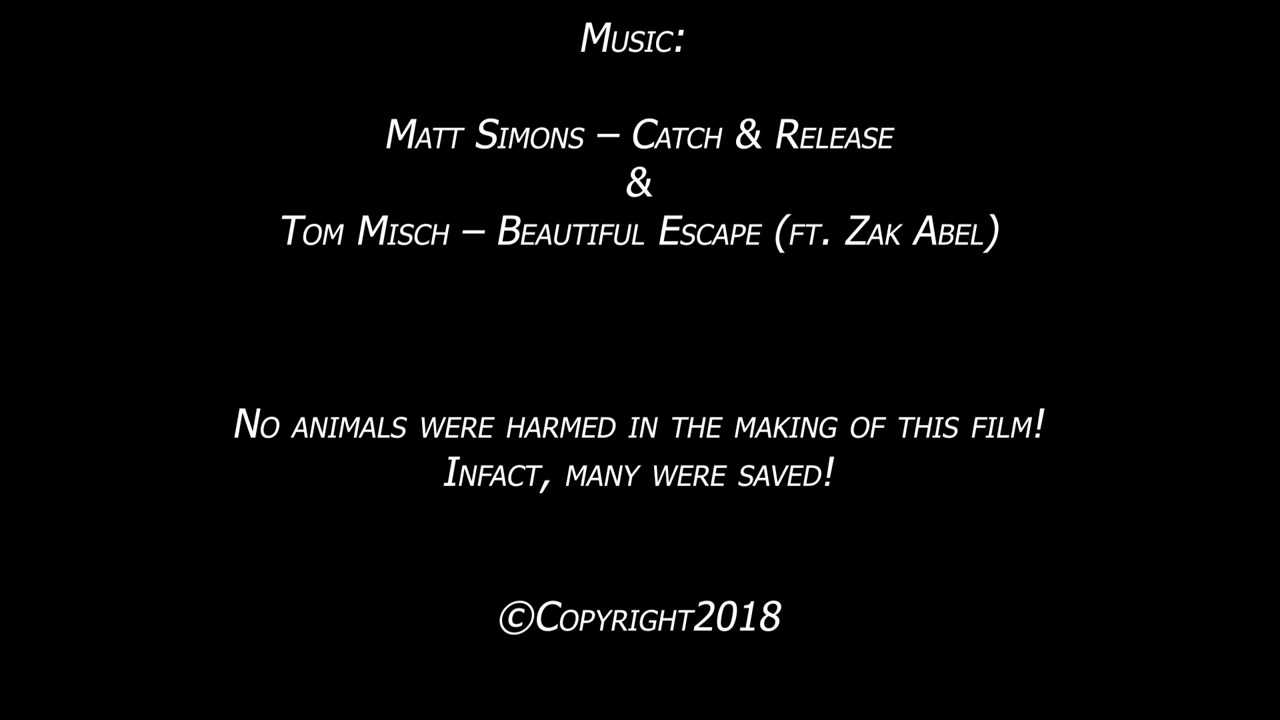 Music:
Matt Simons – Catch & Release
&
Tom Misch – Beautiful Escape (ft. Zak Abel)
No animals were harmed in the making of this film!
Infact, many were saved!
©Copyright2018